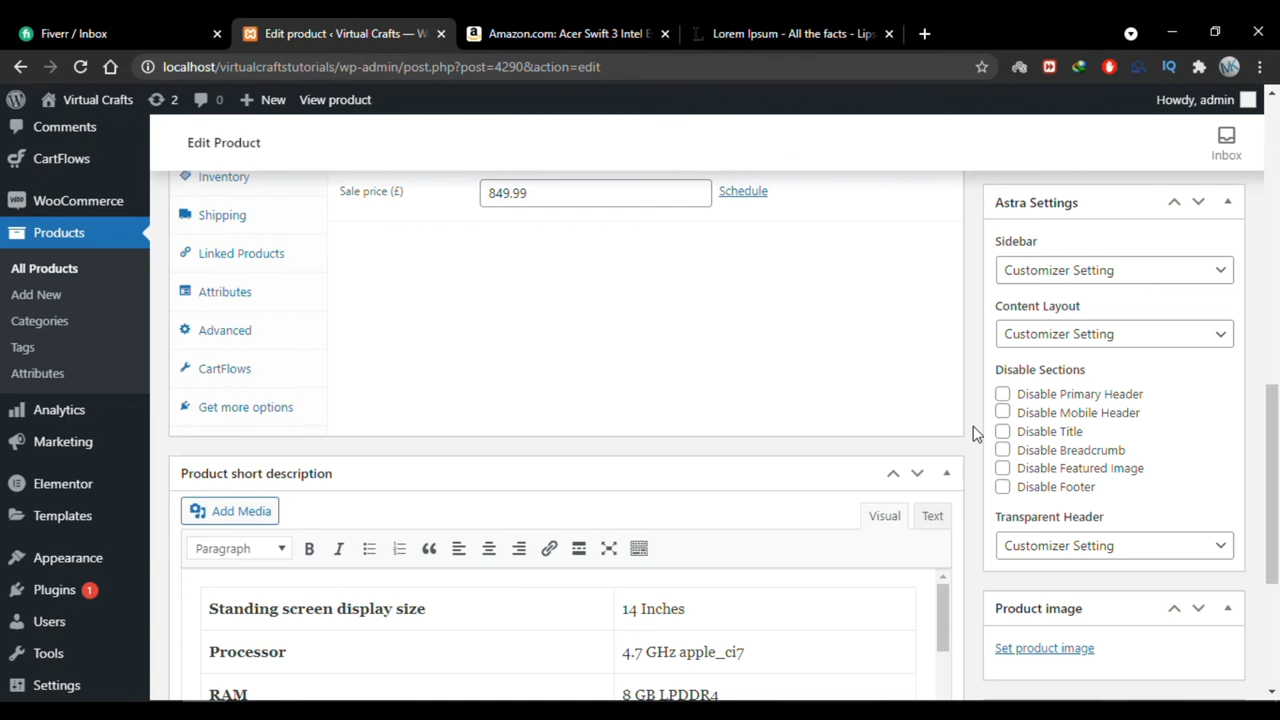 Fiverr / Inbox
Edit product ‹ Virtual Crafts — W
Amazon.com: Acer Swift 3 Intel E
Lorem Ipsum - All the facts - Lips
localhost/virtualcraftstutorials/wp-admin/post.php?post=4290&action=edit
IQ
NK
Virtual Crafts
2
0
New
View product
Howdy, admin
Comments
CartFlows
WooCommerce
Products
All Products
Add New
Categories
Tags
Attributes
Analytics
Marketing
Elementor
Templates
Appearance
Plugins 1
Users
Tools
Settings
Edit Product
Inbox
Inventory
Shipping
Linked Products
Attributes
Advanced
CartFlows
Get more options
Sale price (£)
849.99
Schedule
Product short description
Add Media
Visual
Text
Paragraph
Standing screen display size
14 Inches
Processor
4.7 GHz apple_ci7
RAM
8 GB LPDDR4
Astra Settings
Sidebar
Customizer Setting
Content Layout
Customizer Setting
Disable Sections
Disable Primary Header
Disable Mobile Header
Disable Title
Disable Breadcrumb
Disable Featured Image
Disable Footer
Transparent Header
Customizer Setting
Product image
Set product image